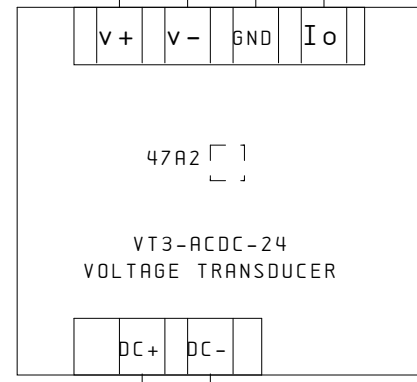 V+ V- GND Io
47A2
VT3-ACDC-24
VOLTAGE TRANSDUCER
DC+ DC-